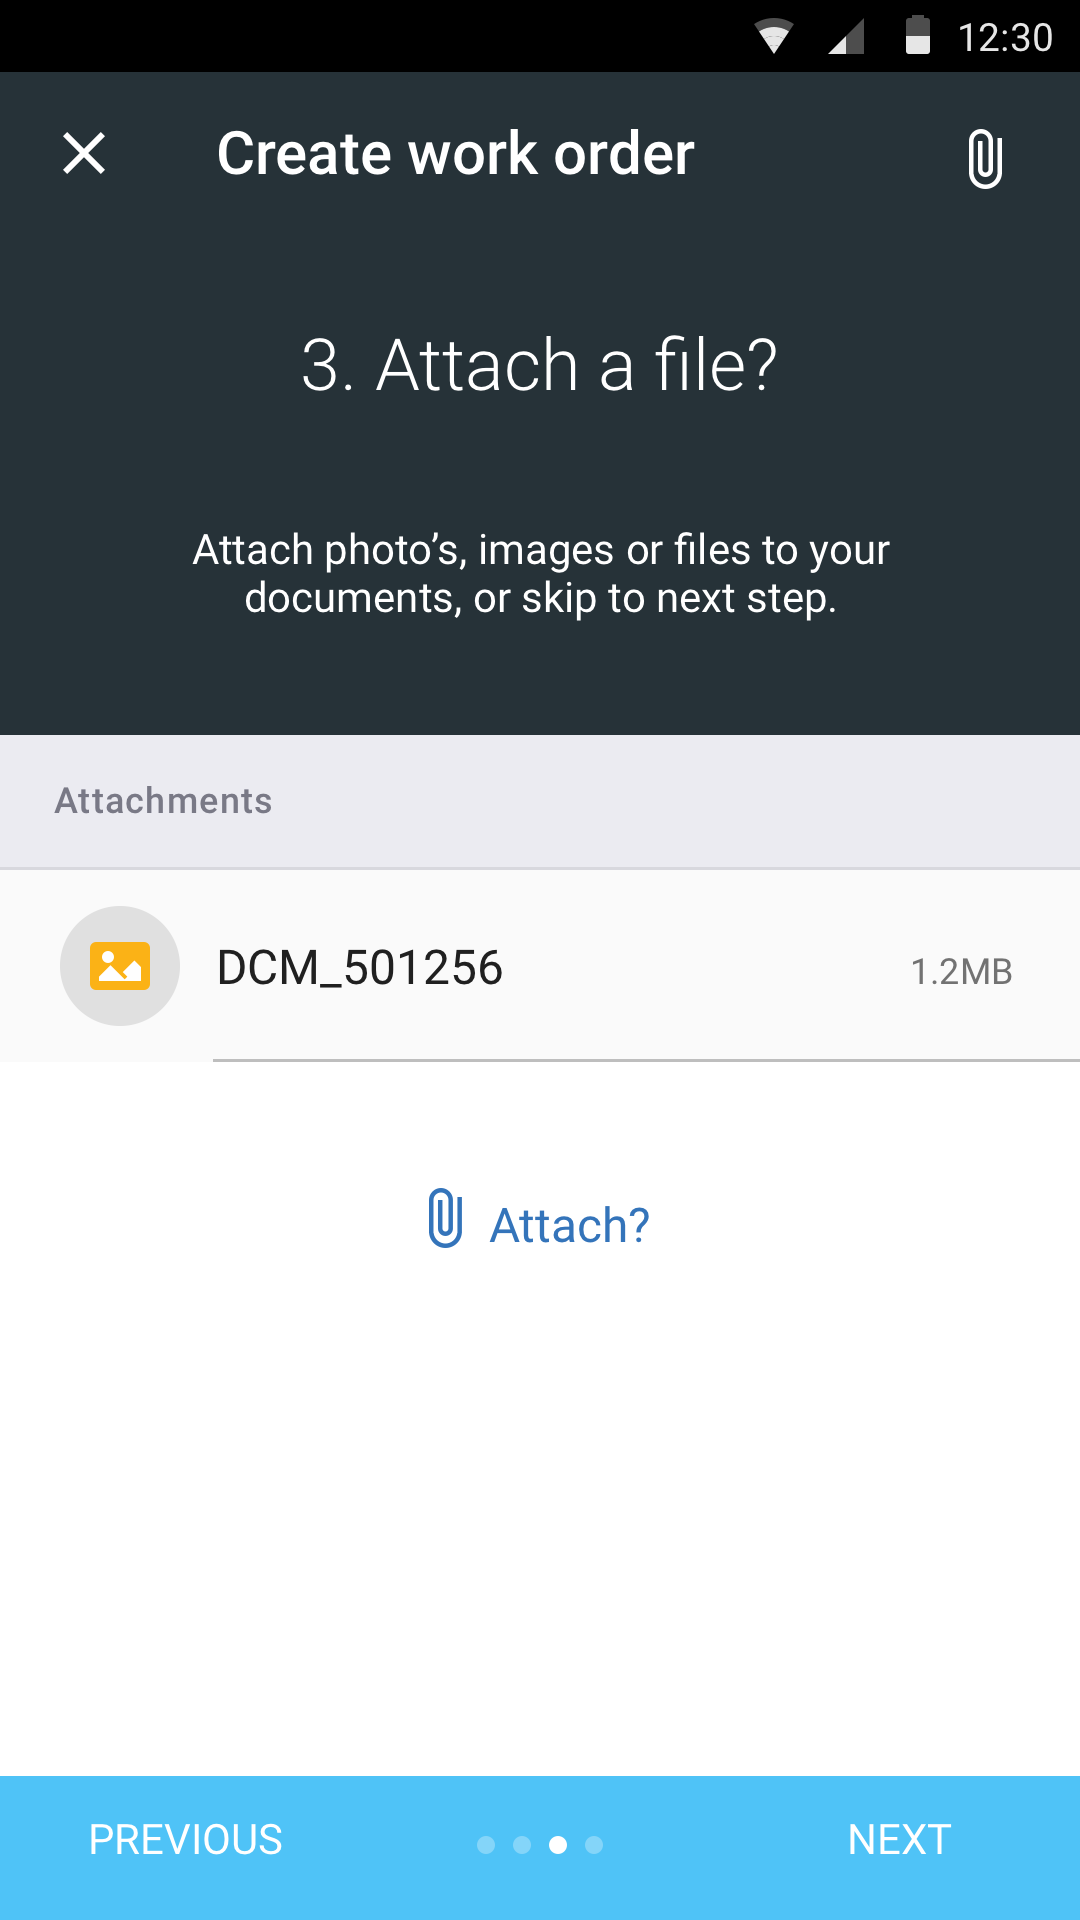 12:30
Create work order
3. Attach a file?
Attach photo’s, images or files to your
documents, or skip to next step.
Attachments
DCM_501256
1.2MB
Attach?
PREVIOUS
NEXT